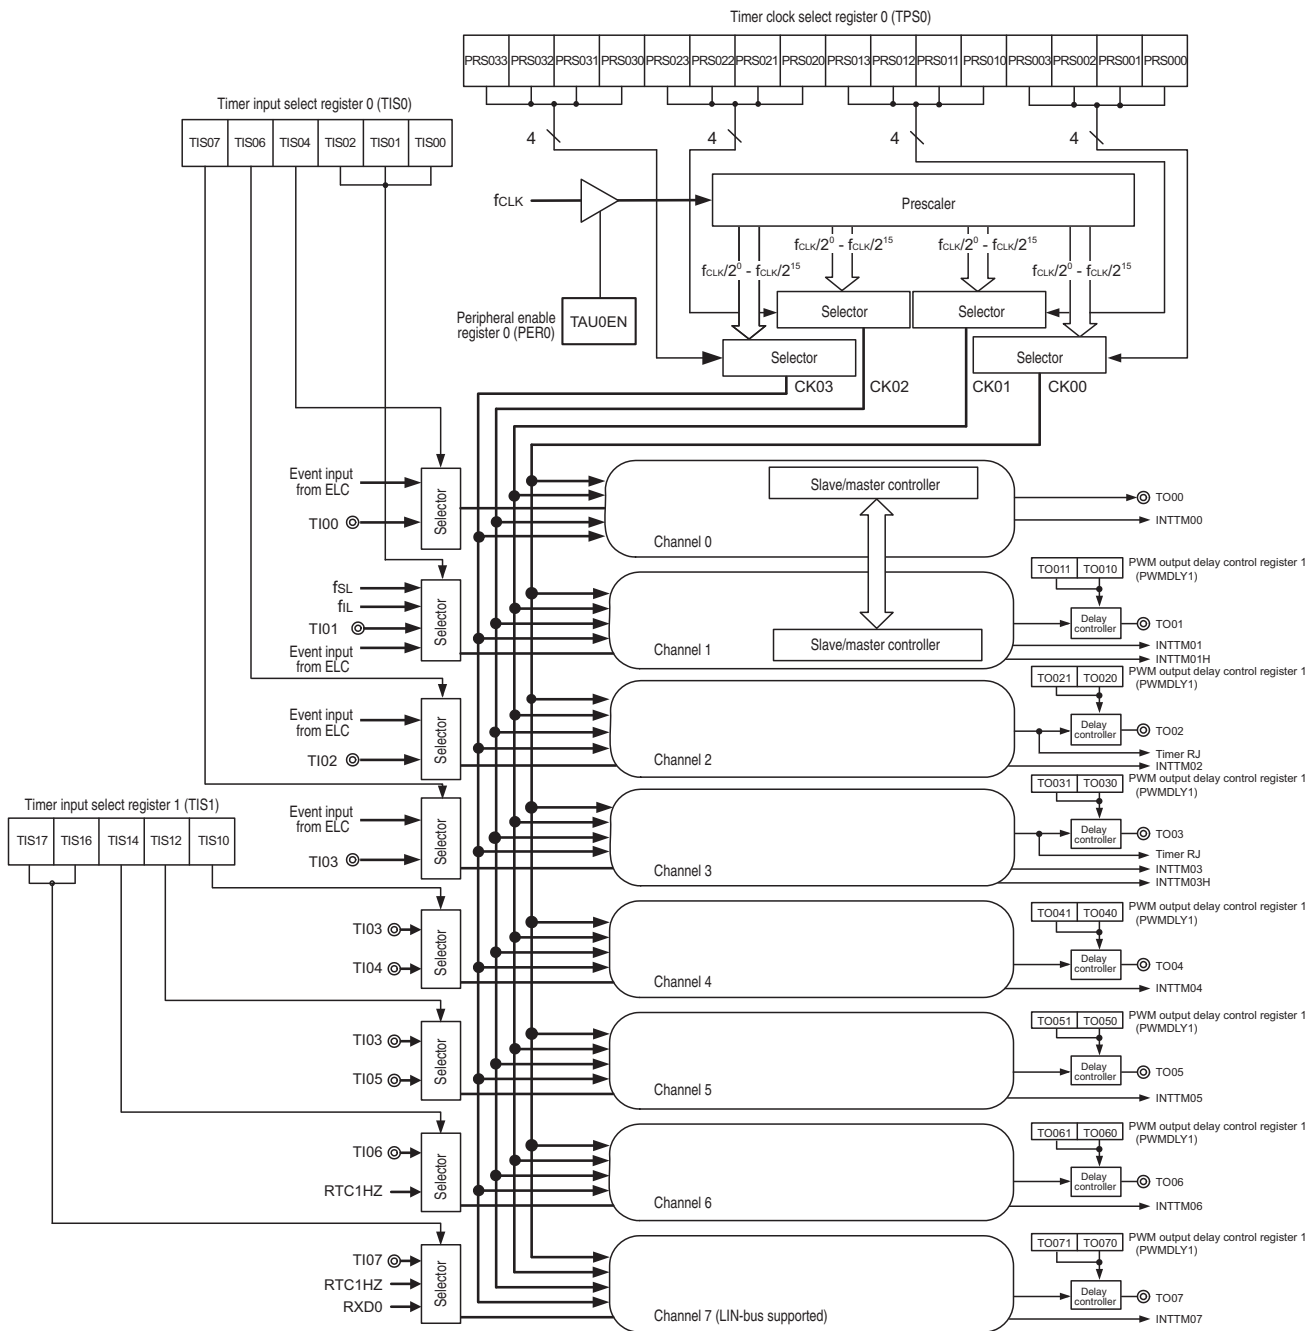 Timer clock select register 0 (TPS0)
PRS033 PRS032 PRS031 PRS030 PRS023 PRS022 PRS021 PRS020 PRS013 PRS012 PRS011 PRS010 PRS003 PRS002 PRS001 PRS000
Timer input select register 0 (TIS0)
TIS07 TIS06 TIS04 TIS02 TIS01 TIS00
4 4 4 4
fCLK
Prescaler
fCLK/2⁰ - fCLK/2¹⁵ fCLK/2⁰ - fCLK/2¹⁵
fCLK/2⁰ - fCLK/2¹⁵ fCLK/2⁰ - fCLK/2¹⁵
Peripheral enable
register 0 (PER0)
TAU0EN
Selector Selector
Selector Selector
CK03 CK02 CK01 CK00
Event input
from ELC
TI00
Selector
Slave/master controller
Channel 0
TO00
INTTM00
fSL
fIL
TI01
Event input
from ELC
Selector
Slave/master controller
Channel 1
TO011 TO010
PWM output delay control register 1
(PWMDLY1)
Delay
controller
TO01
INTTM01
INTTM01H
Event input
from ELC
TI02
Selector
Channel 2
TO021 TO020
PWM output delay control register 1
(PWMDLY1)
Delay
controller
TO02
Timer RJ
INTTM02
Timer input select register 1 (TIS1)
TIS17 TIS16 TIS14 TIS12 TIS10
Event input
from ELC
TI03
Selector
Channel 3
TO031 TO030
PWM output delay control register 1
(PWMDLY1)
Delay
controller
TO03
Timer RJ
INTTM03
INTTM03H
TI03
TI04
Selector
Channel 4
TO041 TO040
PWM output delay control register 1
(PWMDLY1)
Delay
controller
TO04
INTTM04
TI03
TI05
Selector
Channel 5
TO051 TO050
PWM output delay control register 1
(PWMDLY1)
Delay
controller
TO05
INTTM05
TI06
RTC1HZ
Selector
Channel 6
TO061 TO060
PWM output delay control register 1
(PWMDLY1)
Delay
controller
TO06
INTTM06
TI07
RTC1HZ
RXD0
Selector
Channel 7 (LIN-bus supported)
TO071 TO070
PWM output delay control register 1
(PWMDLY1)
Delay
controller
TO07
INTTM07